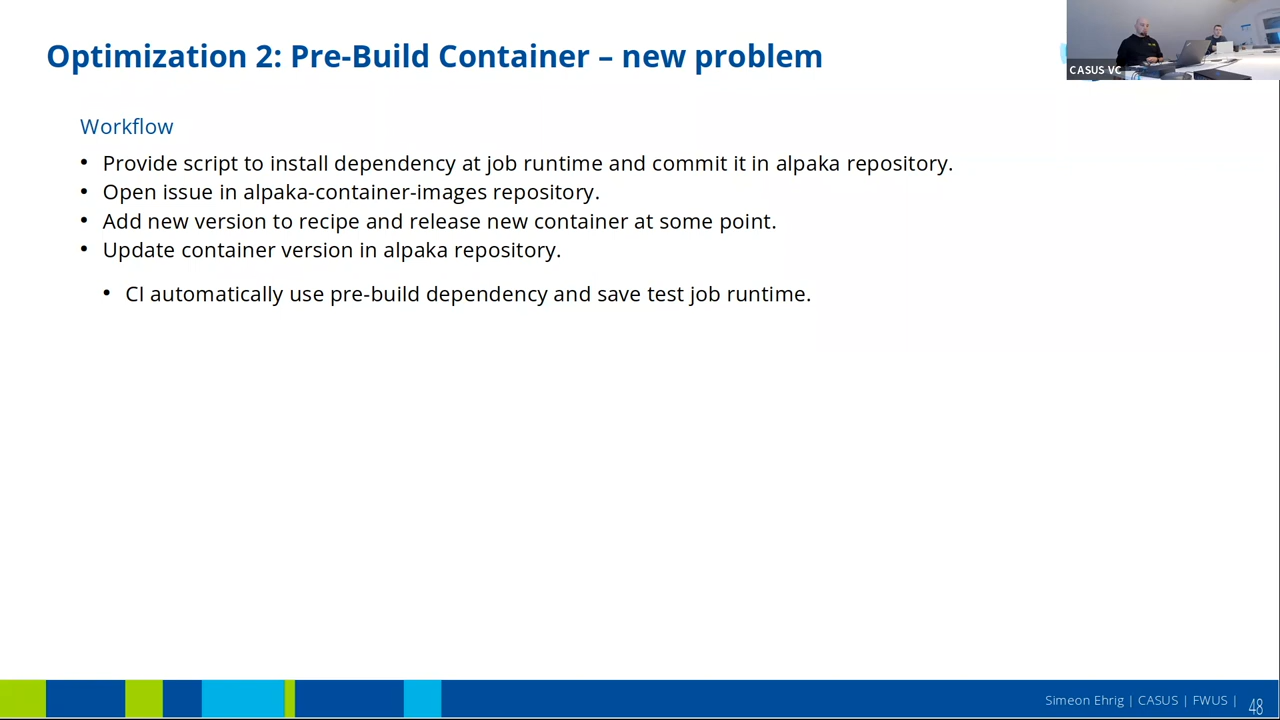 Optimization 2: Pre-Build Container – new problem
CASUS VC
Workflow
• Provide script to install dependency at job runtime and commit it in alpaka repository.
• Open issue in alpaka-container-images repository.
• Add new version to recipe and release new container at some point.
• Update container version in alpaka repository.
• CI automatically use pre-build dependency and save test job runtime.
Simeon Ehrig | CASUS | FWUS | 48